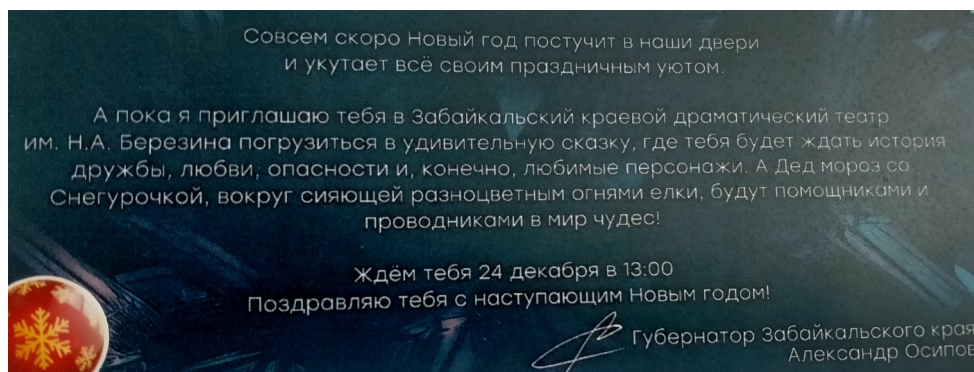 Совсем скоро Новый год постучит в наши двери
и укутает всё своим праздничным уютом.
А пока я приглашаю тебя в Забайкальский краевой драматический театр
им. Н.А. Березина погрузиться в удивительную сказку, где тебя будет ждать история
дружбы, любви, опасности и, конечно, любимые персонажи. А Дед мороз со
Снегурочкой, вокруг сияющей разноцветным огнями елки, будут помощниками и
проводниками в мир чудес!
Ждём тебя 24 декабря в 13:00
Поздравляю тебя с наступающим Новым годом!
Губернатор Забайкальского края
Александр Осипов